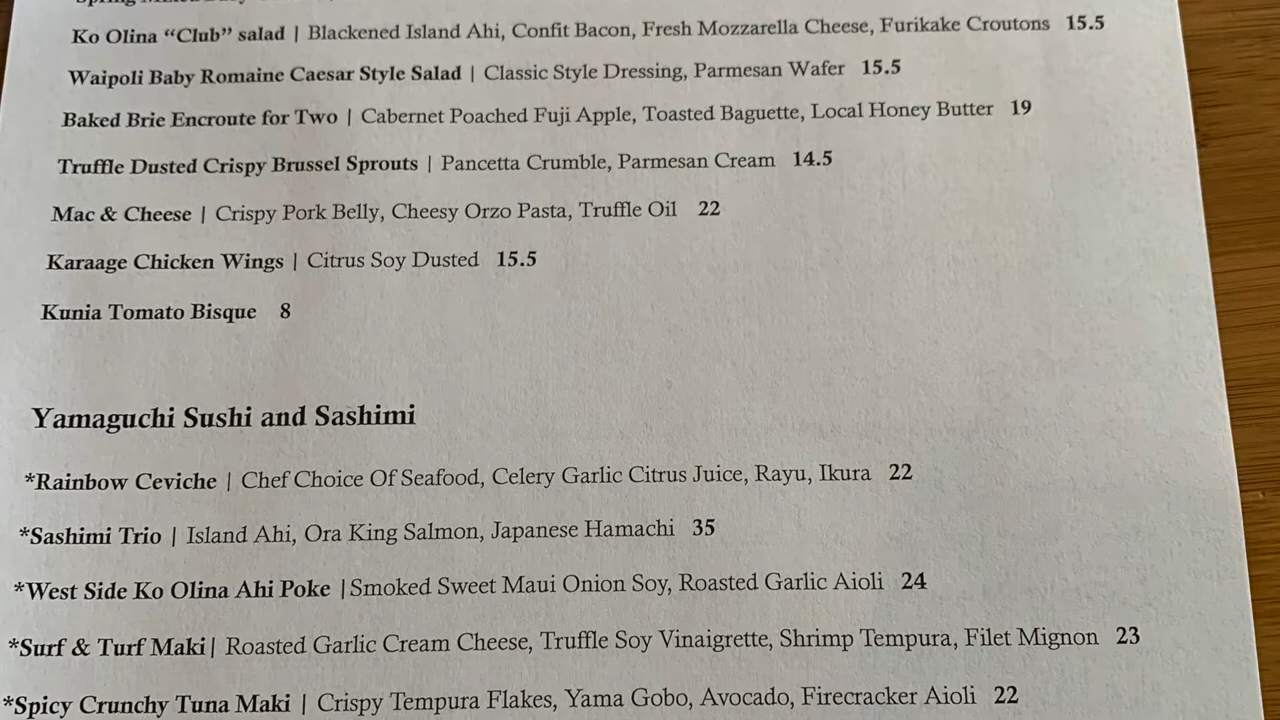 Ko Olina “Club” salad | Blackened Island Ahi, Confit Bacon, Fresh Mozzarella Cheese, Furikake Croutons 15.5
Waipoli Baby Romaine Caesar Style Salad | Classic Style Dressing, Parmesan Wafer 15.5
Baked Brie Encroute for Two | Cabernet Poached Fuji Apple, Toasted Baguette, Local Honey Butter 19
Truffle Dusted Crispy Brussel Sprouts | Pancetta Crumble, Parmesan Cream 14.5
Mac & Cheese | Crispy Pork Belly, Cheesy Orzo Pasta, Truffle Oil 22
Karaage Chicken Wings | Citrus Soy Dusted 15.5
Kunia Tomato Bisque 8
Yamaguchi Sushi and Sashimi
*Rainbow Ceviche | Chef Choice Of Seafood, Celery Garlic Citrus Juice, Rayu, Ikura 22
*Sashimi Trio | Island Ahi, Ora King Salmon, Japanese Hamachi 35
*West Side Ko Olina Ahi Poke |Smoked Sweet Maui Onion Soy, Roasted Garlic Aioli 24
*Surf & Turf Maki| Roasted Garlic Cream Cheese, Truffle Soy Vinaigrette, Shrimp Tempura, Filet Mignon 23
*Spicy Crunchy Tuna Maki | Crispy Tempura Flakes, Yama Gobo, Avocado, Firecracker Aioli 22